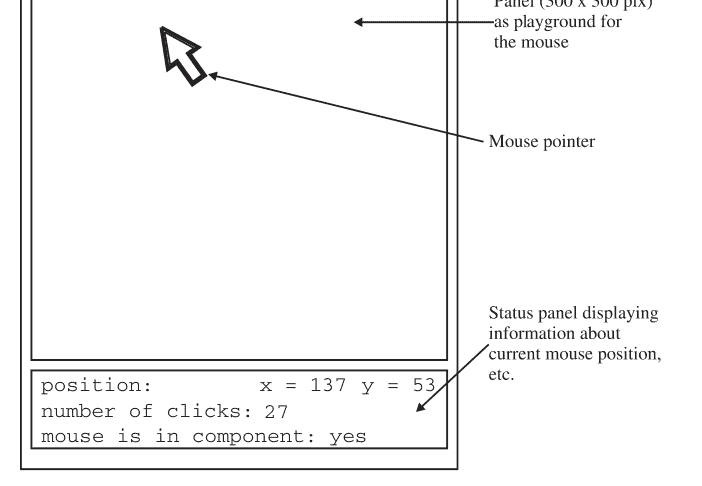 Panel (500 x 500 pix)
as playground for
the mouse
Mouse pointer
Status panel displaying
information about
current mouse position,
etc.
position: x = 137 y = 53
number of clicks: 27
mouse is in component: yes